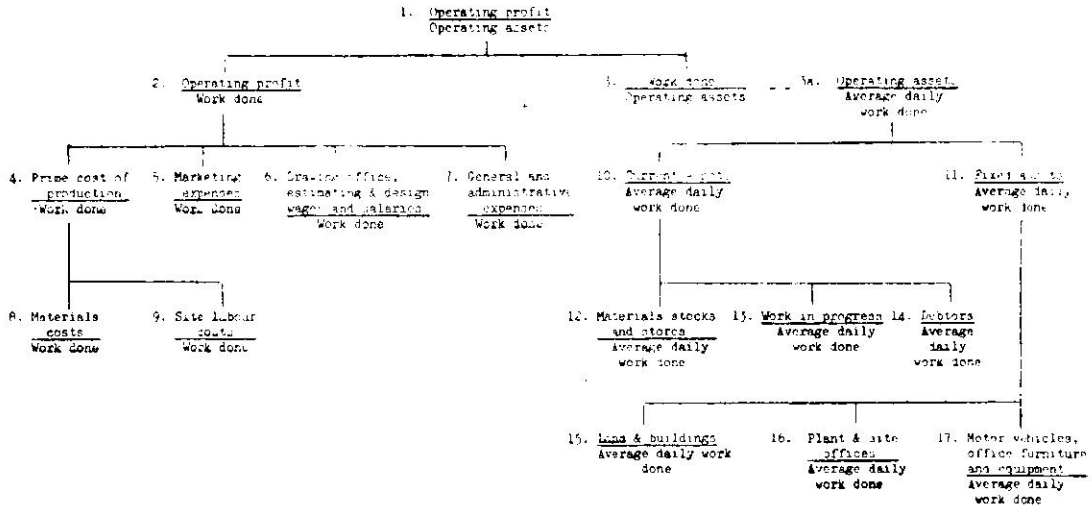 1. Operating profit
Operating assets
2. Operating profit
Work done
3. Work done
Operating assets
3a. Operating asset.
Average daily
work done
4. Prime cost of
production
Work done
5. Marketing
expenses
Work done
6. Drawing office,
estimating & design
wages and salaries
Work done
7. General and
administrative
expenses
Work done
10. Current
Average daily
work done
11. Fixed
Average daily
work done
8. Materials
costs
Work done
9. Site labour
costs
Work done
12. Materials stocks
and stores
Average daily
work done
13. Work in progress
Average daily
work done
14. Debtors
Average
daily
work done
15. Land & buildings
Average daily work
done
16. Plant & site
offices
Average daily
work done
17. Motor vehicles,
office furniture
and equipment
Average daily
work done